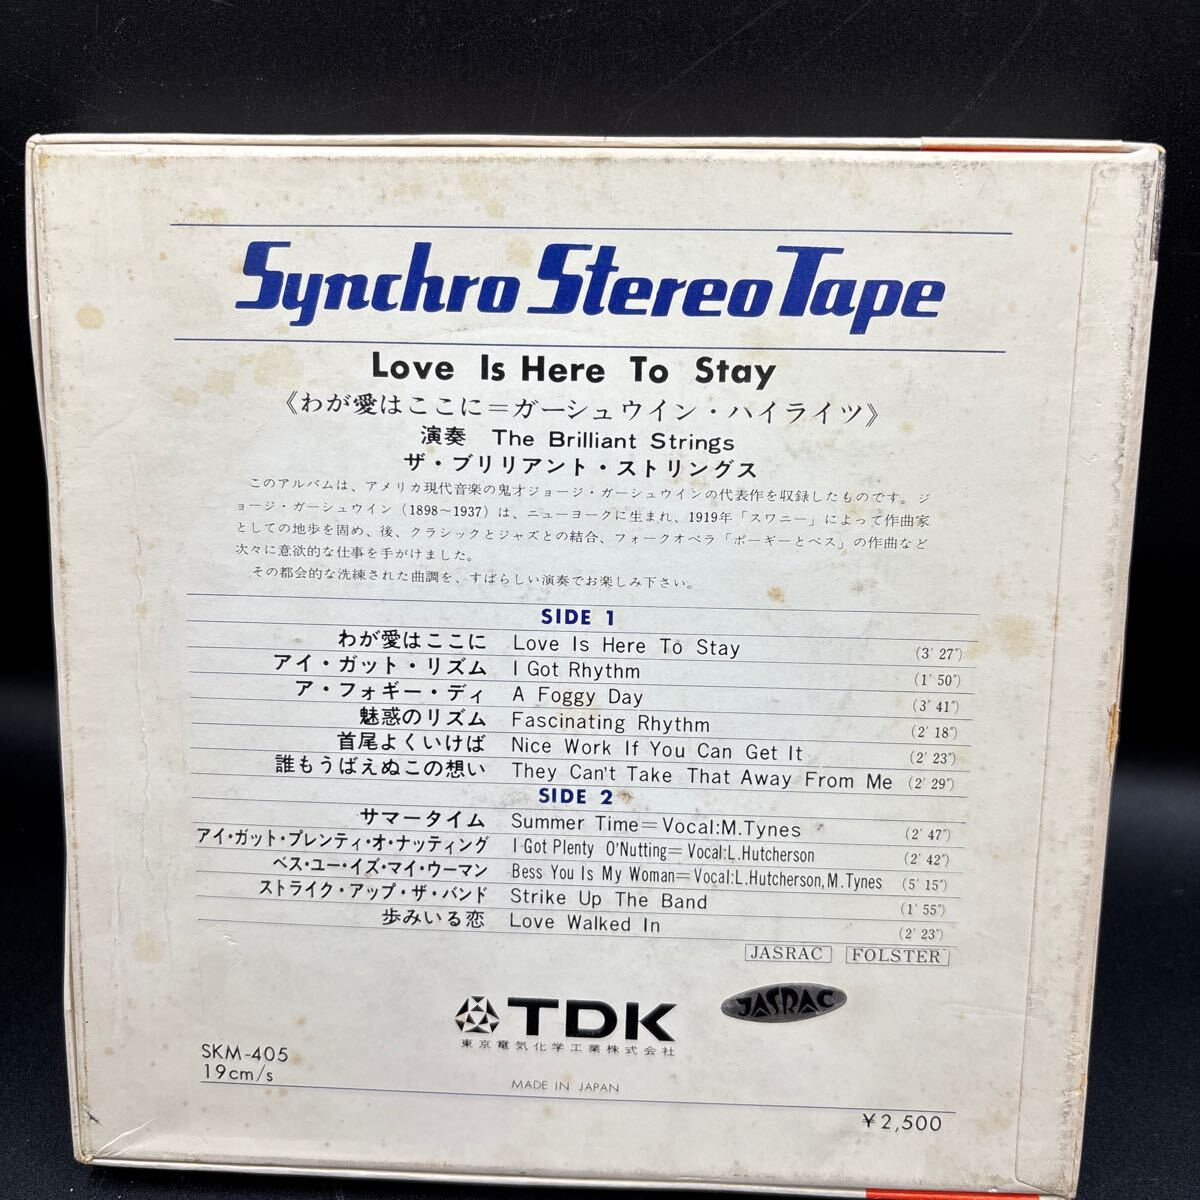 Synchro Stereo Tape
Love Is Here To Stay
《わが愛はここに＝ガーシュウイン・ハイライツ》
演奏 The Brilliant Strings
ザ・ブリリアント・ストリングス
このアルバムは、アメリカ現代音楽の鬼才ジョージ・ガーシュウインの代表作を収録したものです。ジ
ョージ・ガーシュウイン(1898〜1937)は、ニューヨークに生まれ、1919年「スワニー」によって作曲家
としての地歩を固め、後、クラシックとジャズとの結合、フォークオペラ「ポーギーとベス」の作曲など
次々に意欲的な仕事を手がけました。
その都会的な洗練された曲調を、すばらしい演奏でお楽しみ下さい。
SIDE 1
わが愛はここに Love Is Here To Stay (3′27″)
アイ・ガット・リズム I Got Rhythm (1′50″)
ア・フォギー・ディ A Foggy Day (3′41″)
魅惑のリズム Fascinating Rhythm (2′18″)
首尾よくいけば Nice Work If You Can Get It (2′23″)
誰もうばえぬこの想い They Can't Take That Away From Me (2′29″)
SIDE 2
サマータイム Summer Time＝Vocal:M.Tynes (2′47″)
アイ・ガット・プレンティ・オ・ナッティング I Got Plenty O'Nutting＝Vocal:L.Hutcherson (2′42″)
ベス・ユー・イズ・マイ・ウーマン Bess You Is My Woman＝Vocal:L.Hutcherson,M.Tynes (5′15″)
ストライク・アップ・ザ・バンド Strike Up The Band (1′55″)
歩みいる恋 Love Walked In (2′23″)
JASRAC FOLSTER
TDK JASRAC
東京電気化学工業株式会社
SKM-405
19cm/s
MADE IN JAPAN
¥2,500